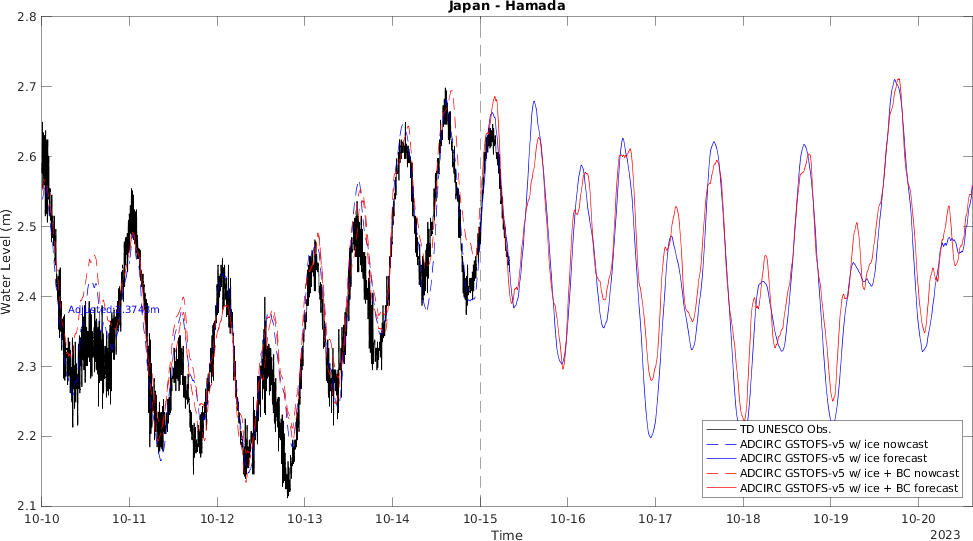 Japan - Hamada
2.8
2.7
2.6
2.5
2.4
2.3
2.2
2.1
Water Level (m)
10-10
10-11
10-12
10-13
10-14
10-15
10-16
10-17
10-18
10-19
10-20
2023
Time
TD UNESCO Obs.
ADCIRC GSTOFS-v5 w/ ice nowcast
ADCIRC GSTOFS-v5 w/ ice forecast
ADCIRC GSTOFS-v5 w/ ice + BC nowcast
ADCIRC GSTOFS-v5 w/ ice + BC forecast